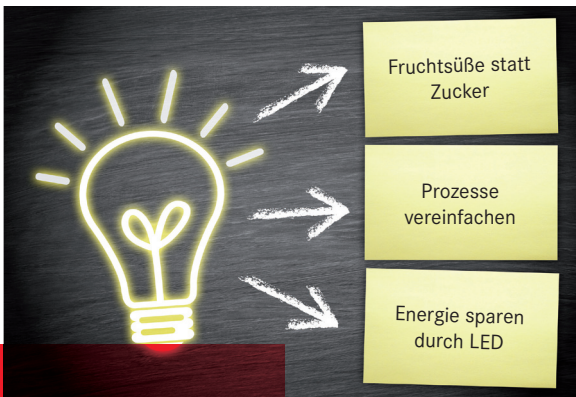 Fruchtsüße statt
Zucker
Prozesse
vereinfachen
Energie sparen
durch LED